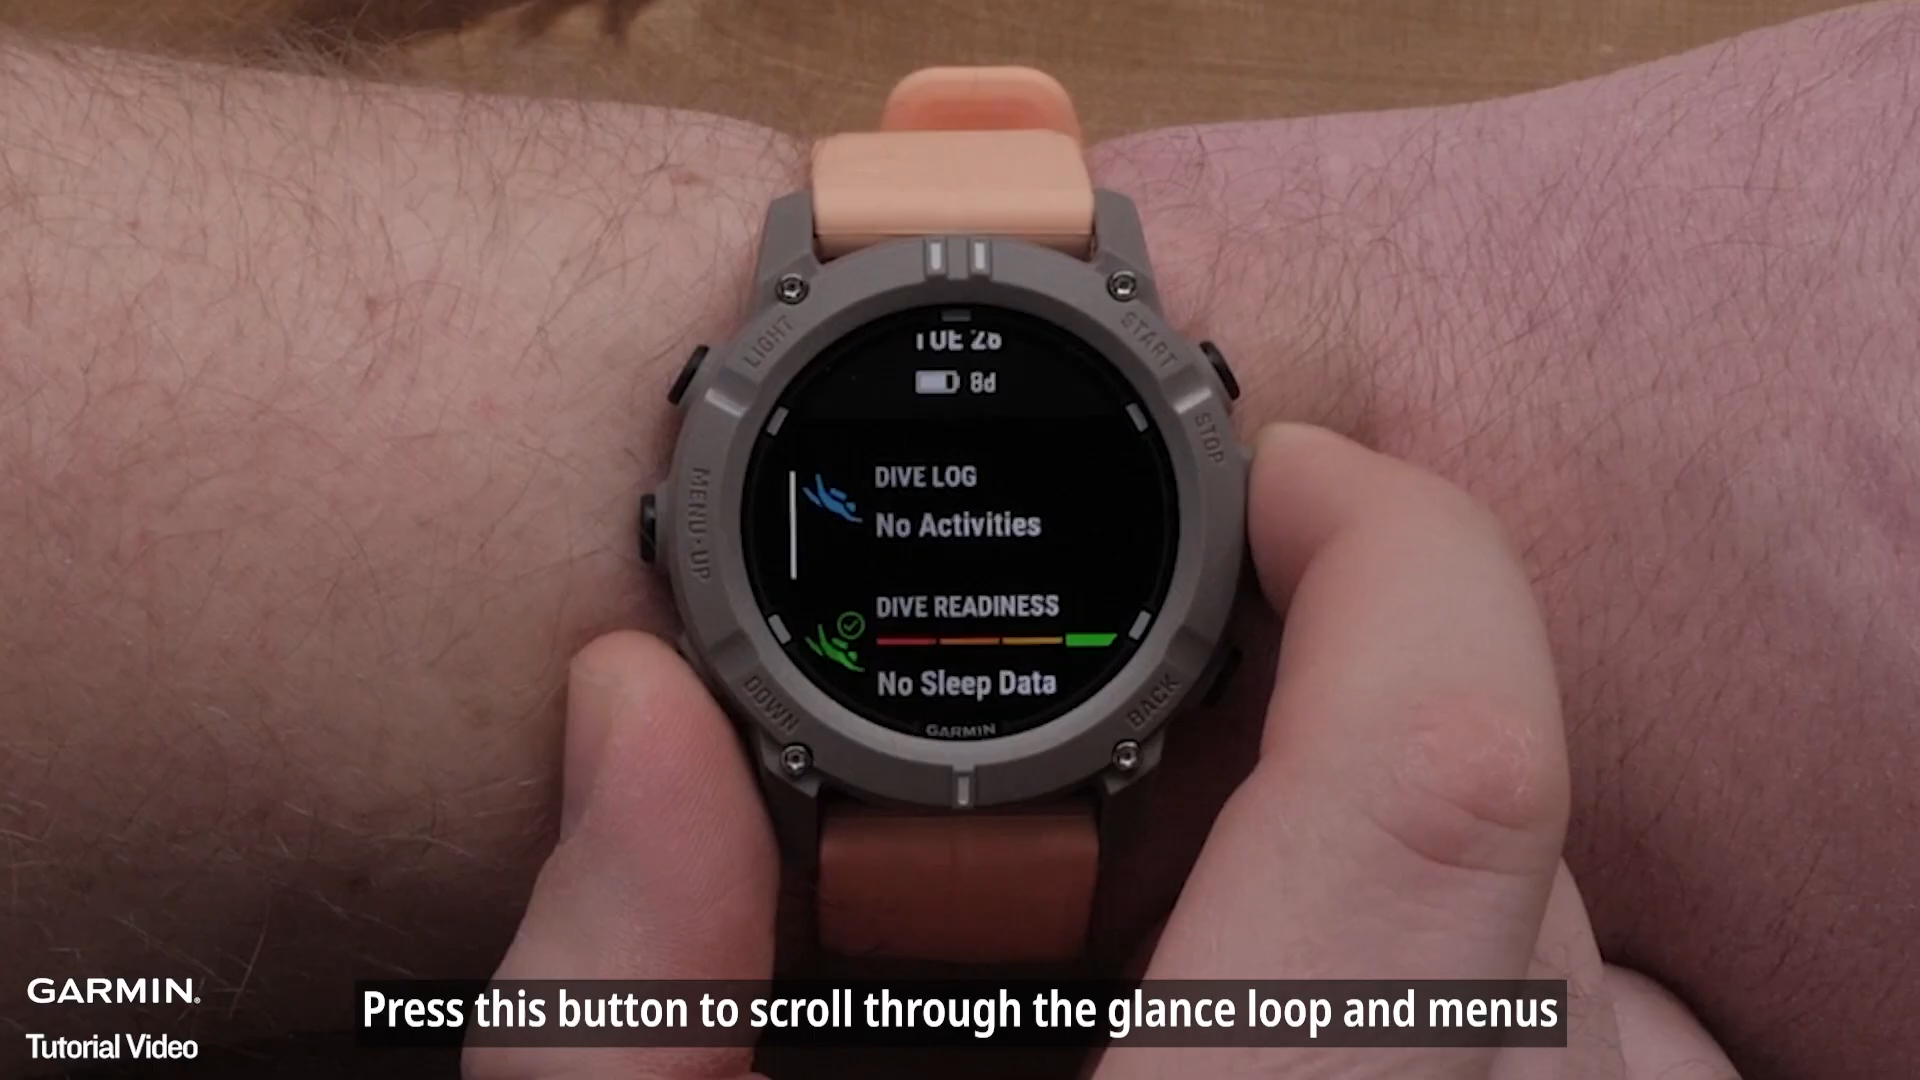 LIGHT
START
STOP
MENU·UP
DOWN
BACK
TUE 26
8d
DIVE LOG
No Activities
DIVE READINESS
No Sleep Data
GARMIN
GARMIN®
Tutorial Video
Press this button to scroll through the glance loop and menus